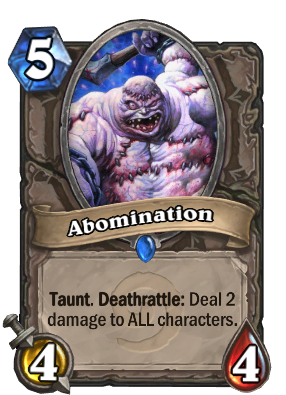 5
Abomination
Taunt. Deathrattle: Deal 2
damage to ALL characters.
4 4